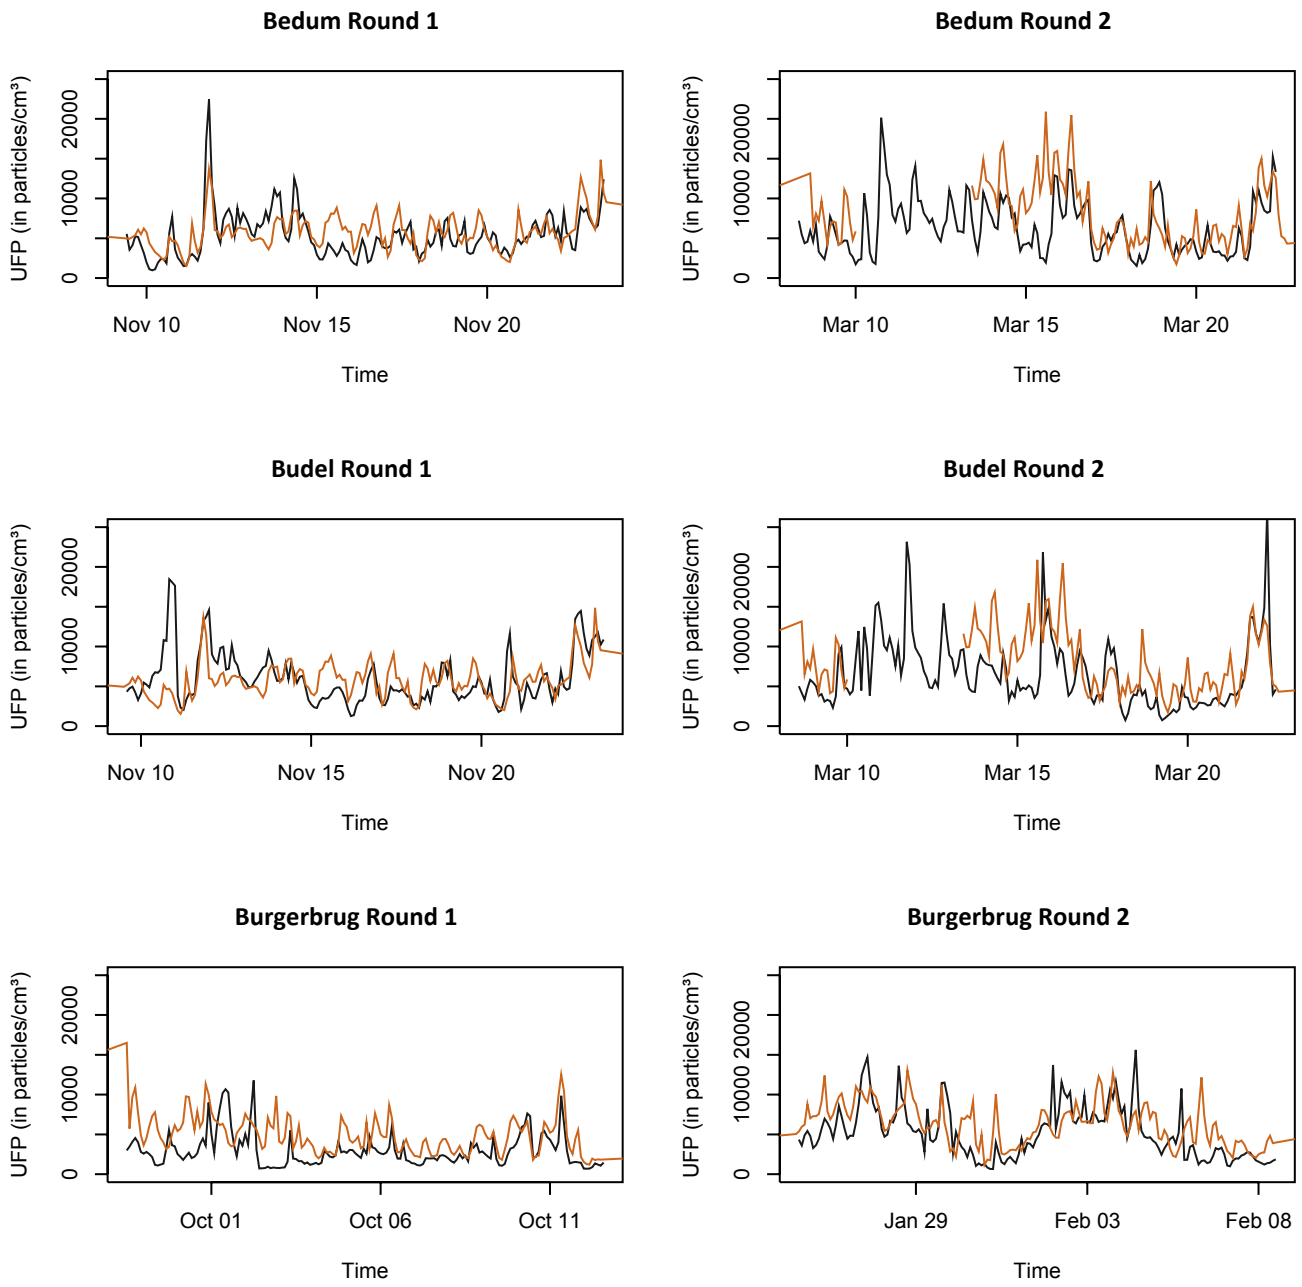 Bedum Round 1
UFP (in particles/cm³)
20000
10000
0
Nov 10 Nov 15 Nov 20
Time
Bedum Round 2
UFP (in particles/cm³)
20000
10000
0
Mar 10 Mar 15 Mar 20
Time
Budel Round 1
UFP (in particles/cm³)
20000
10000
0
Nov 10 Nov 15 Nov 20
Time
Budel Round 2
UFP (in particles/cm³)
20000
10000
0
Mar 10 Mar 15 Mar 20
Time
Burgerbrug Round 1
UFP (in particles/cm³)
20000
10000
0
Oct 01 Oct 06 Oct 11
Time
Burgerbrug Round 2
UFP (in particles/cm³)
20000
10000
0
Jan 29 Feb 03 Feb 08
Time